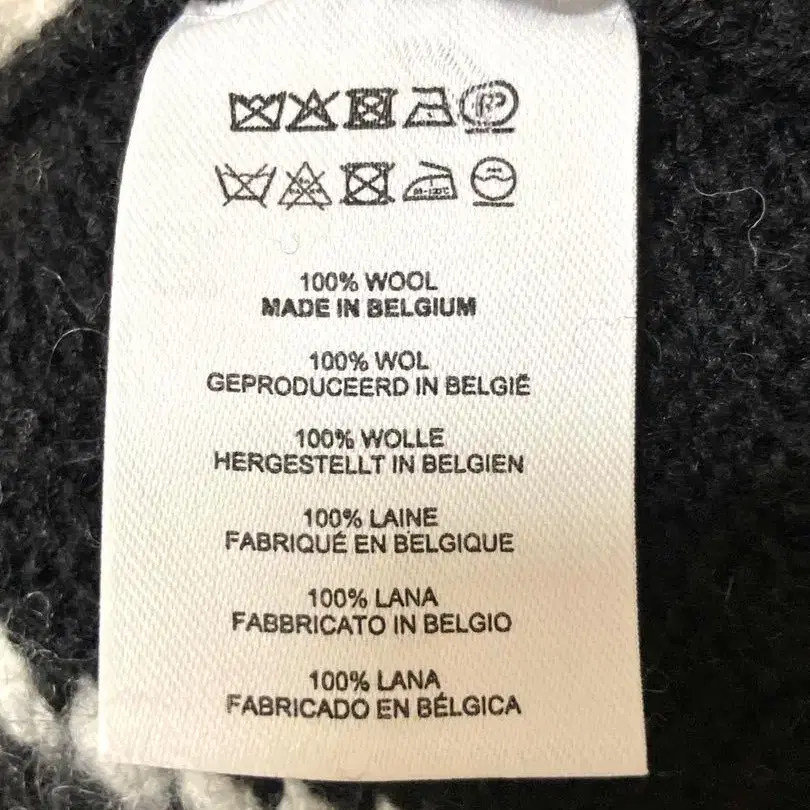 P
100% WOOL
MADE IN BELGIUM
100% WOL
GEPRODUCEERD IN BELGIË
100% WOLLE
HERGESTELLT IN BELGIEN
100% LAINE
FABRIQUÉ EN BELGIQUE
100% LANA
FABBRICATO IN BELGIO
100% LANA
FABRICADO EN BÉLGICA